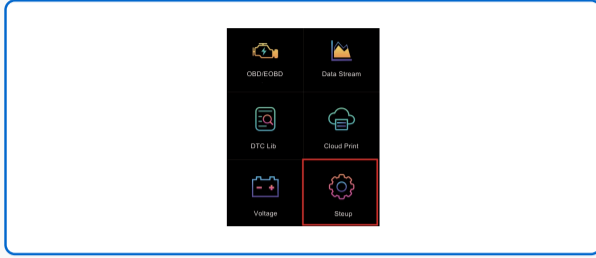 OBD/EOBD
Data Stream
DTC Lib
Cloud Print
Voltage
Steup